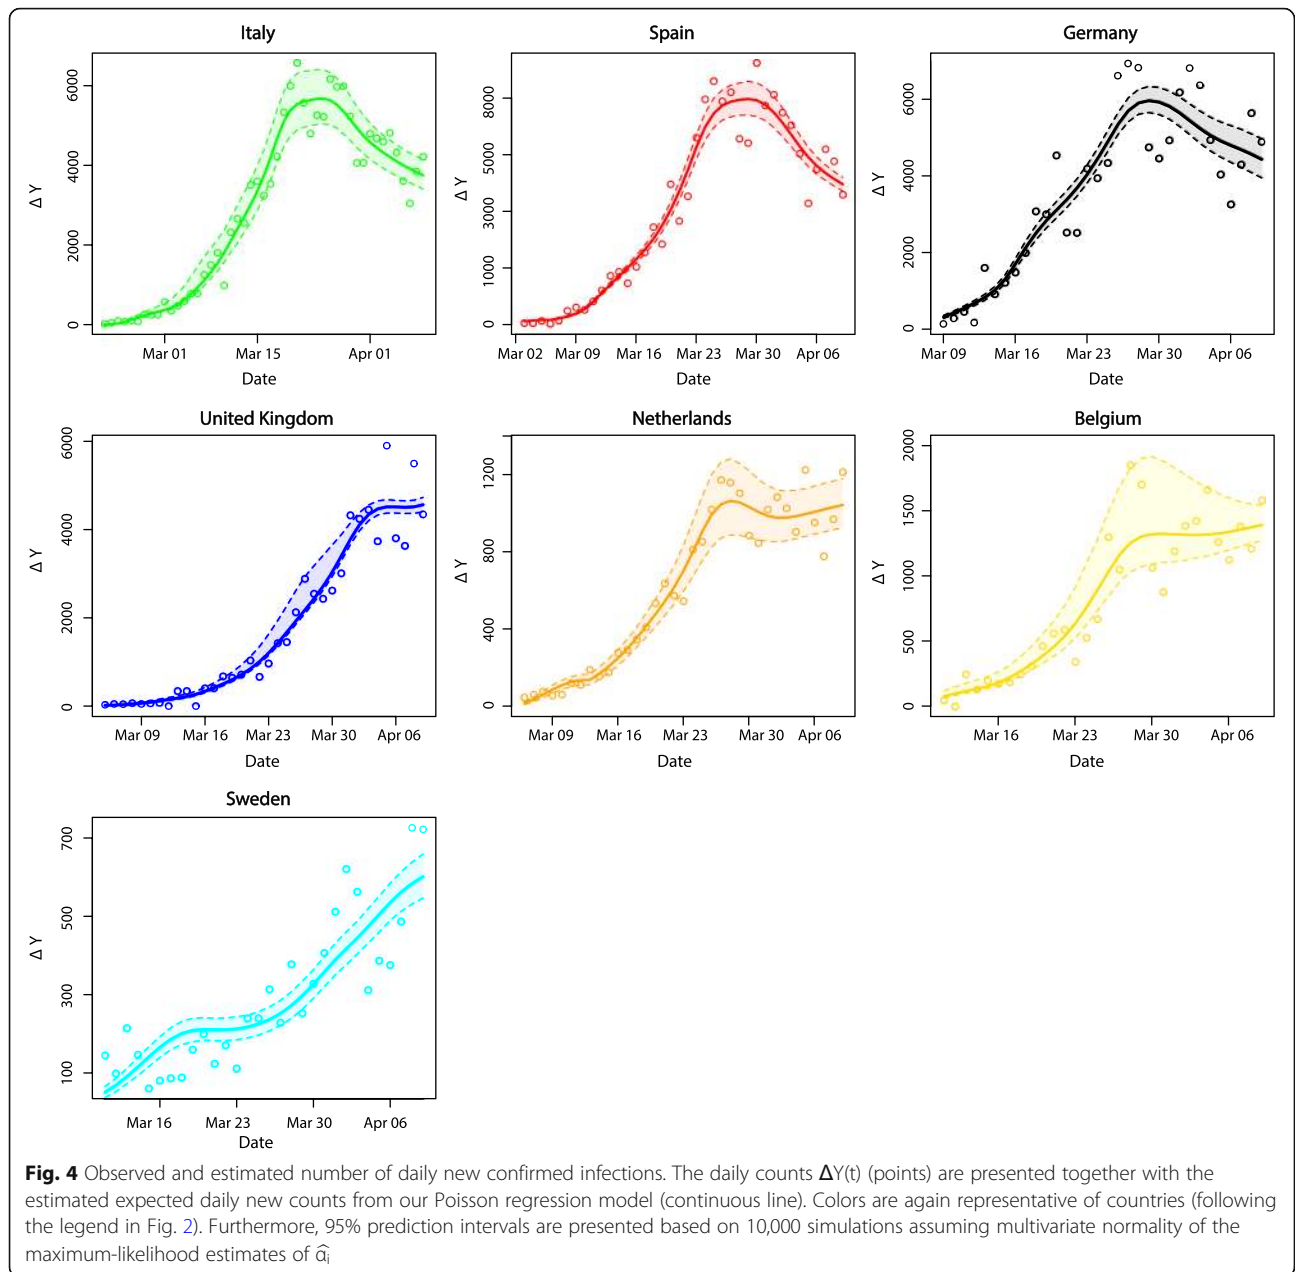 Italy
Spain
Germany
6000
4000
2000
0
Δ Y
Mar 01
Mar 15
Apr 01
Date
8000
5000
3000
1000
0
Δ Y
Mar 02
Mar 09
Mar 16
Mar 23
Mar 30
Apr 06
Date
6000
4000
2000
0
Δ Y
Mar 09
Mar 16
Mar 23
Mar 30
Apr 06
Date
United Kingdom
Netherlands
Belgium
6000
4000
2000
0
Δ Y
Mar 09
Mar 16
Mar 23
Mar 30
Apr 06
Date
1200
800
400
0
Δ Y
Mar 09
Mar 16
Mar 23
Mar 30
Apr 06
Date
2000
1500
1000
500
0
Δ Y
Mar 16
Mar 23
Mar 30
Apr 06
Date
Sweden
700
500
300
100
Δ Y
Mar 16
Mar 23
Mar 30
Apr 06
Date
Fig. 4 Observed and estimated number of daily new confirmed infections. The daily counts ΔY(t) (points) are presented together with the
estimated expected daily new counts from our Poisson regression model (continuous line). Colors are again representative of countries (following
the legend in Fig. 2). Furthermore, 95% prediction intervals are presented based on 10,000 simulations assuming multivariate normality of the
maximum-likelihood estimates of α̂ᵢ